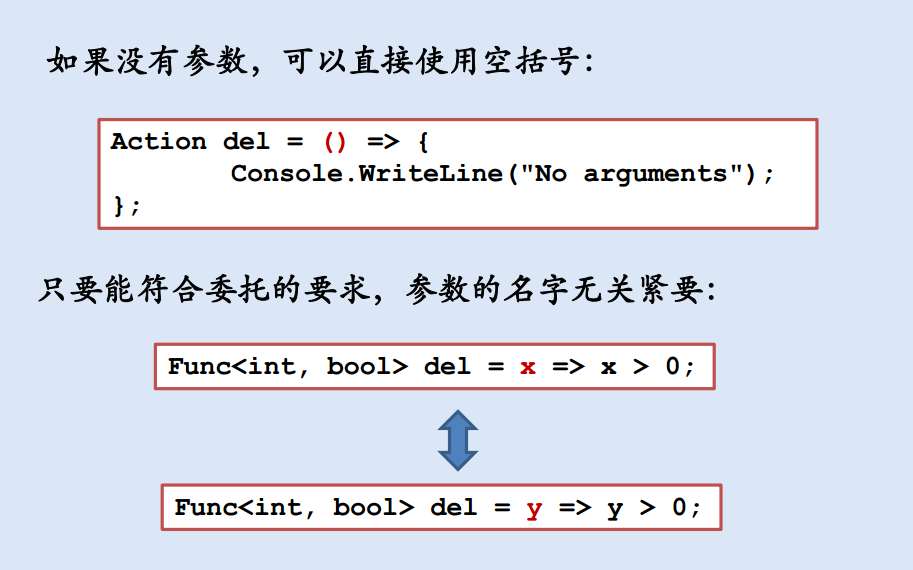 如果没有参数，可以直接使用空括号：
Action del = () => {
Console.WriteLine("No arguments");
};
只要能符合委托的要求，参数的名字无关紧要：
Func<int, bool> del = x => x > 0;
Func<int, bool> del = y => y > 0;